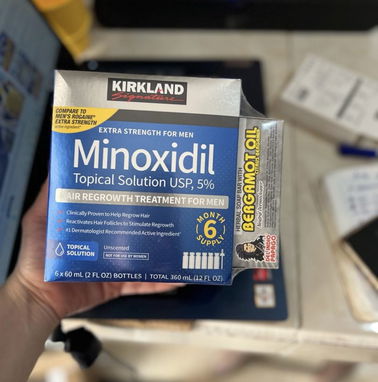 KIRKLAND
Signature
COMPARE TO
MEN'S ROGAINE®
EXTRA STRENGTH
active ingredient*
EXTRA STRENGTH FOR MEN
Minoxidil
Topical Solution USP, 5%
HAIR REGROWTH TREATMENT FOR MEN
Clinically Proven to Help Regrow Hair
Reactivates Hair Follicles to Stimulate Regrowth
#1 Dermatologist Recommended Active Ingredient
MONTH
6
SUPPLY
TOPICAL
SOLUTION
Unscented
NOT FOR USE BY WOMEN
6 x 60 mL (2 FL OZ) BOTTLES | TOTAL 360 mL (12 FL OZ)
BERGAMOT OIL